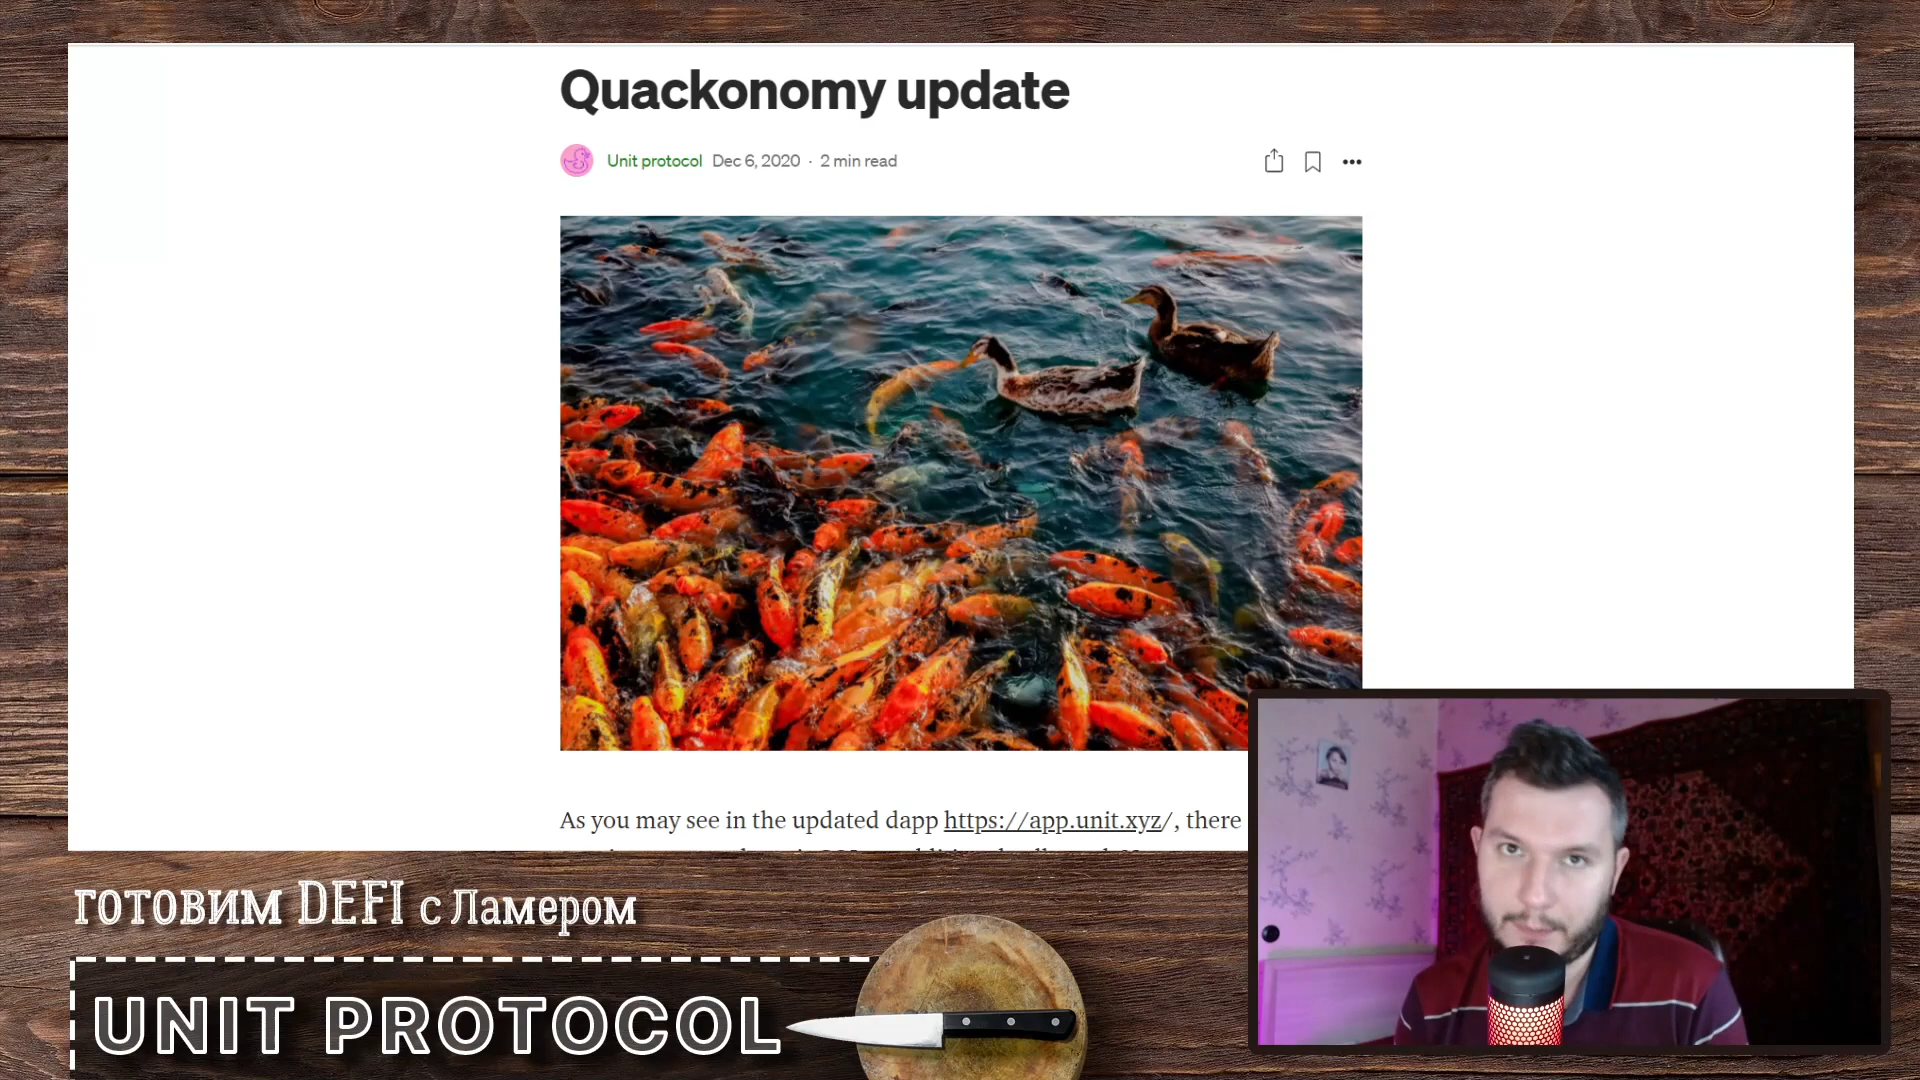 Quackonomy update
Unit protocol Dec 6, 2020 · 2 min read
As you may see in the updated dapp https://app.unit.xyz/, there
готовим DEFI с Ламером
UNIT PROTOCOL